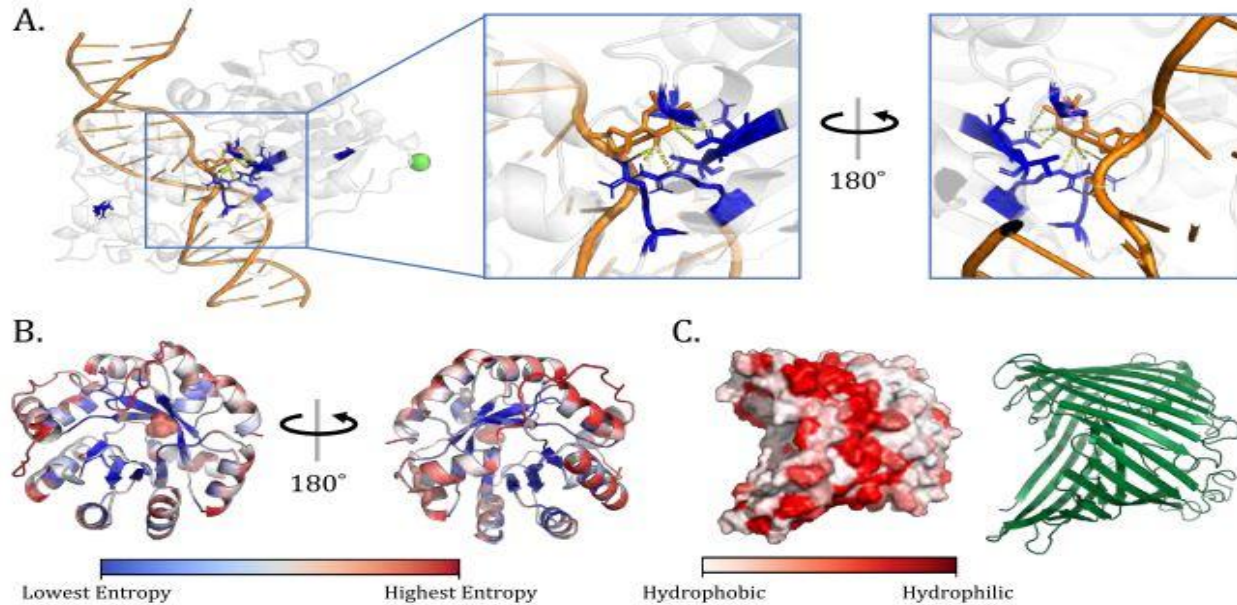 A.
180°
B.
180°
Lowest Entropy Highest Entropy
C.
Hydrophobic Hydrophilic